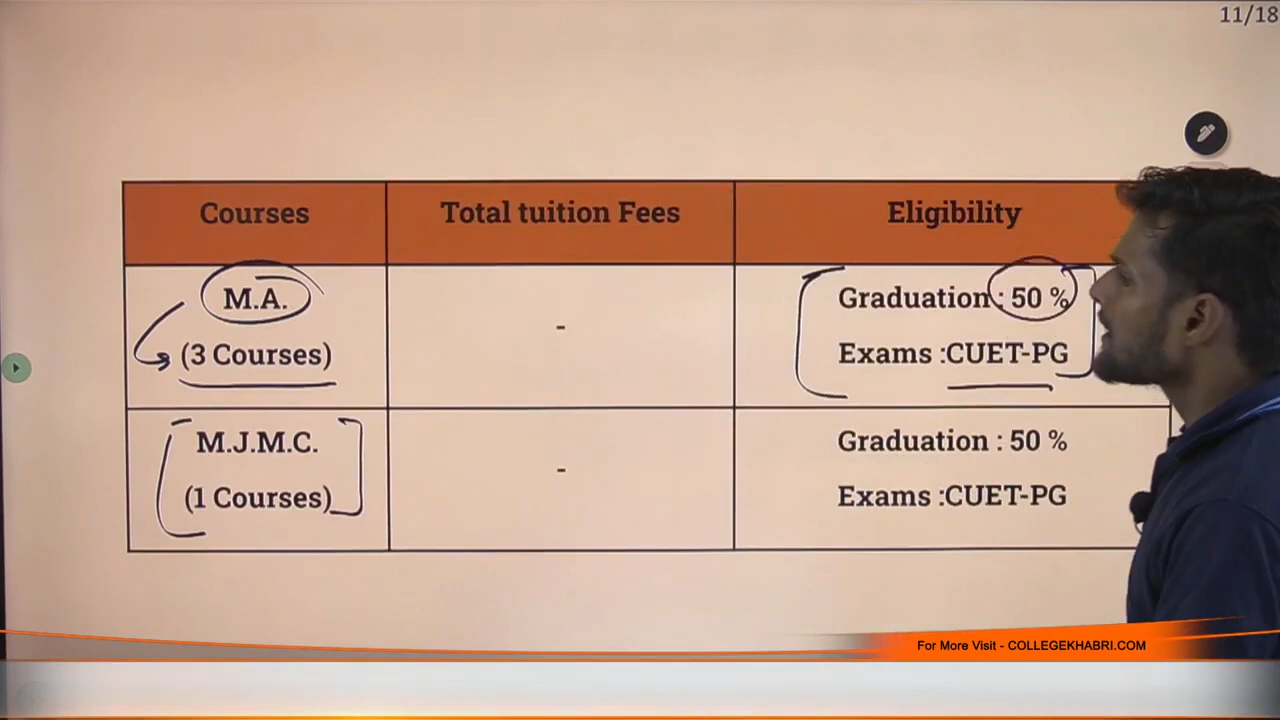 11/18
Courses
Total tuition Fees
Eligibility
M.A.
(3 Courses)
-
Graduation : 50 %
Exams :CUET-PG
M.J.M.C.
(1 Courses)
-
Graduation : 50 %
Exams :CUET-PG
For More Visit - COLLEGEKHABRI.COM